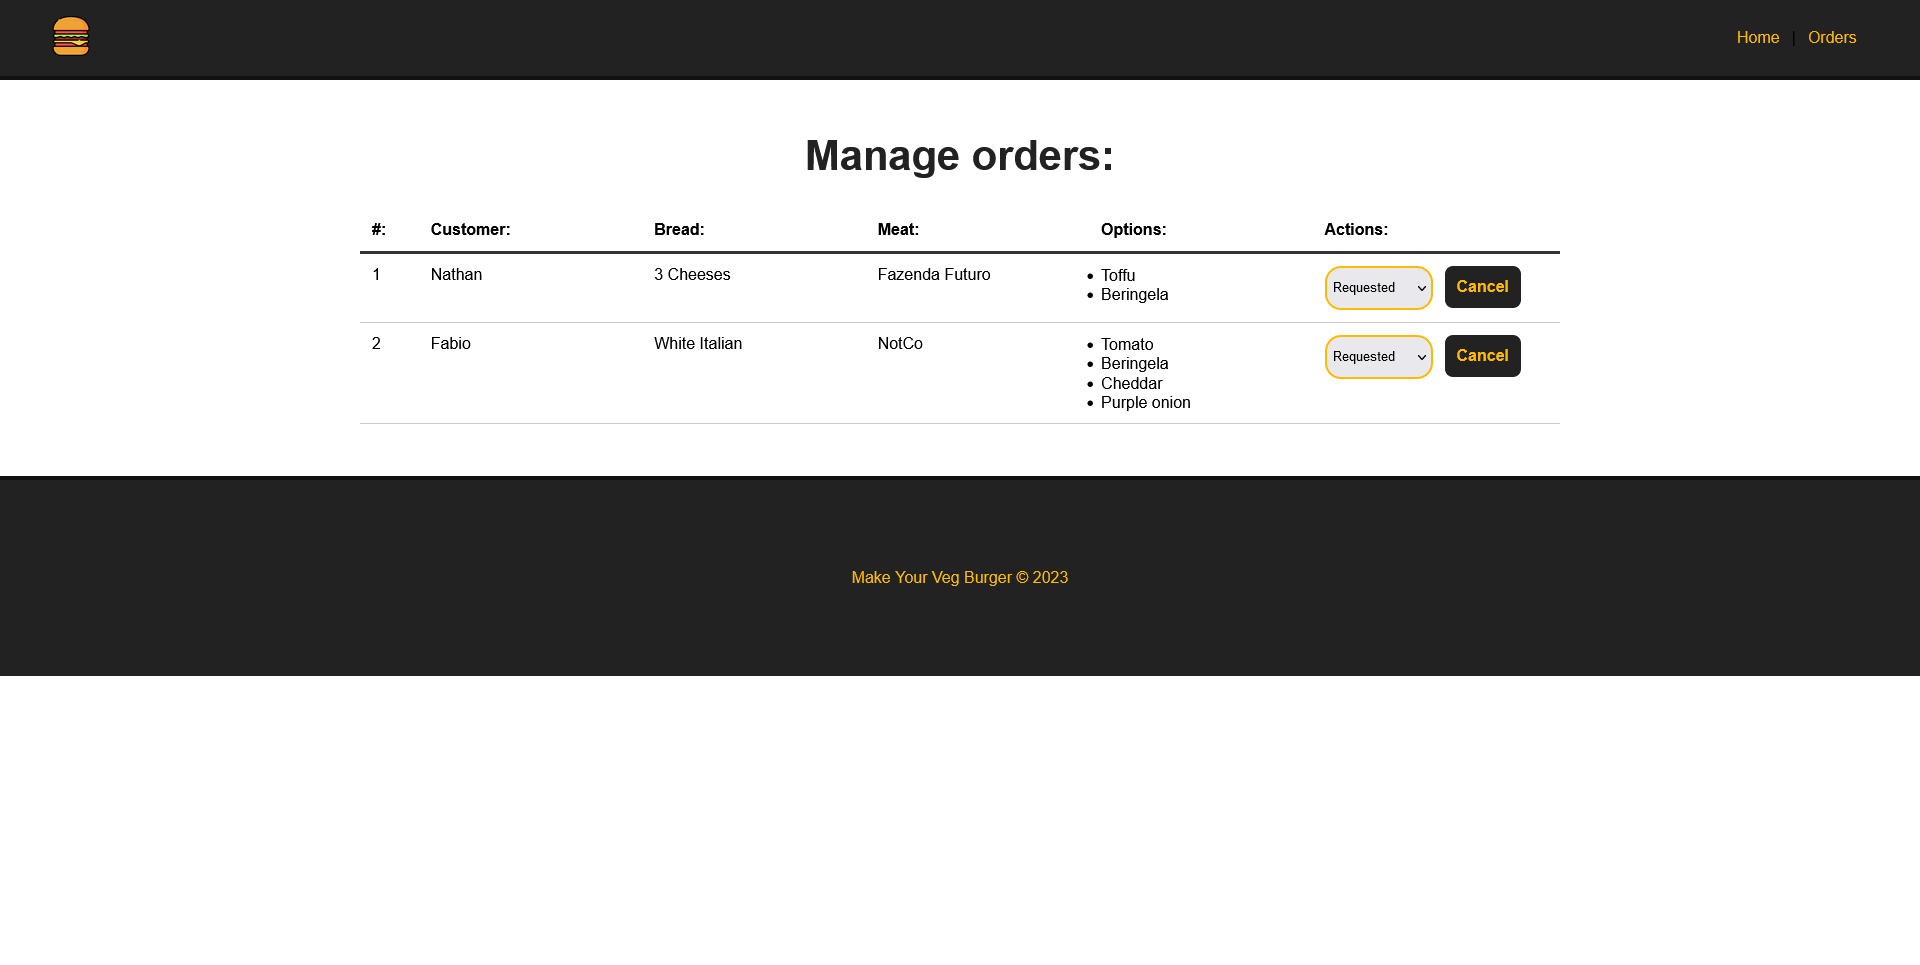 Home | Orders
Manage orders:
#: Customer: Bread: Meat: Options: Actions:
1 Nathan 3 Cheeses Fazenda Futuro Toffu Requested Cancel
Beringela
2 Fabio White Italian NotCo Tomato Requested Cancel
Beringela
Cheddar
Purple onion
Make Your Veg Burger © 2023